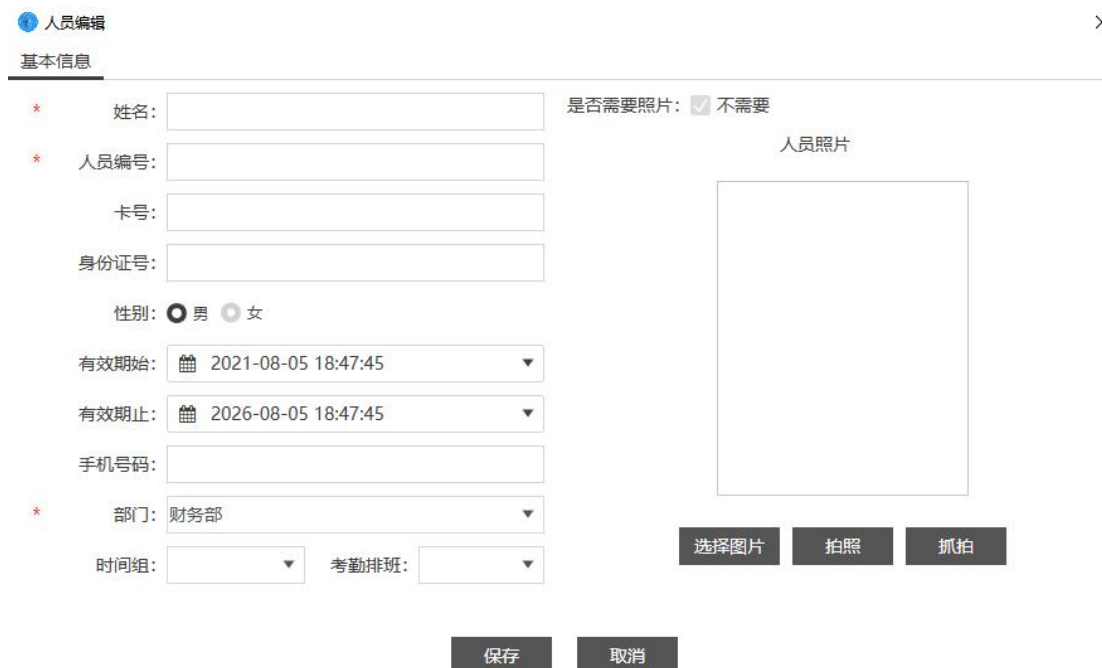 人员编辑
基本信息
* 姓名:
* 人员编号:
卡号:
身份证号:
性别: 男 女
有效期始: 2021-08-05 18:47:45
有效期止: 2026-08-05 18:47:45
手机号码:
* 部门: 财务部
时间组: 考勤排班:
是否需要照片: 不需要
人员照片
选择图片 拍照 抓拍
保存 取消